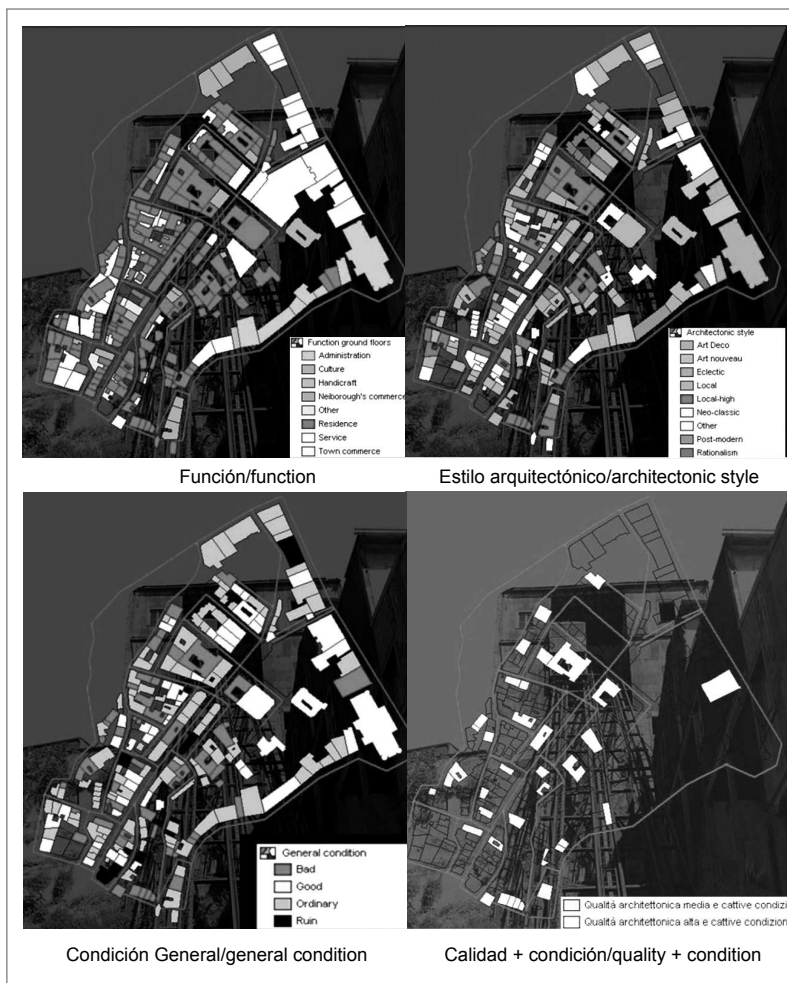 Function ground floors
Administration
Culture
Handicraft
Neiborough's commerce
Other
Residence
Service
Town commerce
Architectonic style
Art Deco
Art nouveau
Eclectic
Local
Local-high
Neo-classic
Other
Post-modern
Rationalism
Función/function
Estilo arquitectónico/architectonic style
General condition
Bad
Good
Ordinary
Ruin
Qualità architettonica media e cattive condizi
Qualità architettonica alta e cattive condizion
Condición General/general condition
Calidad + condición/quality + condition